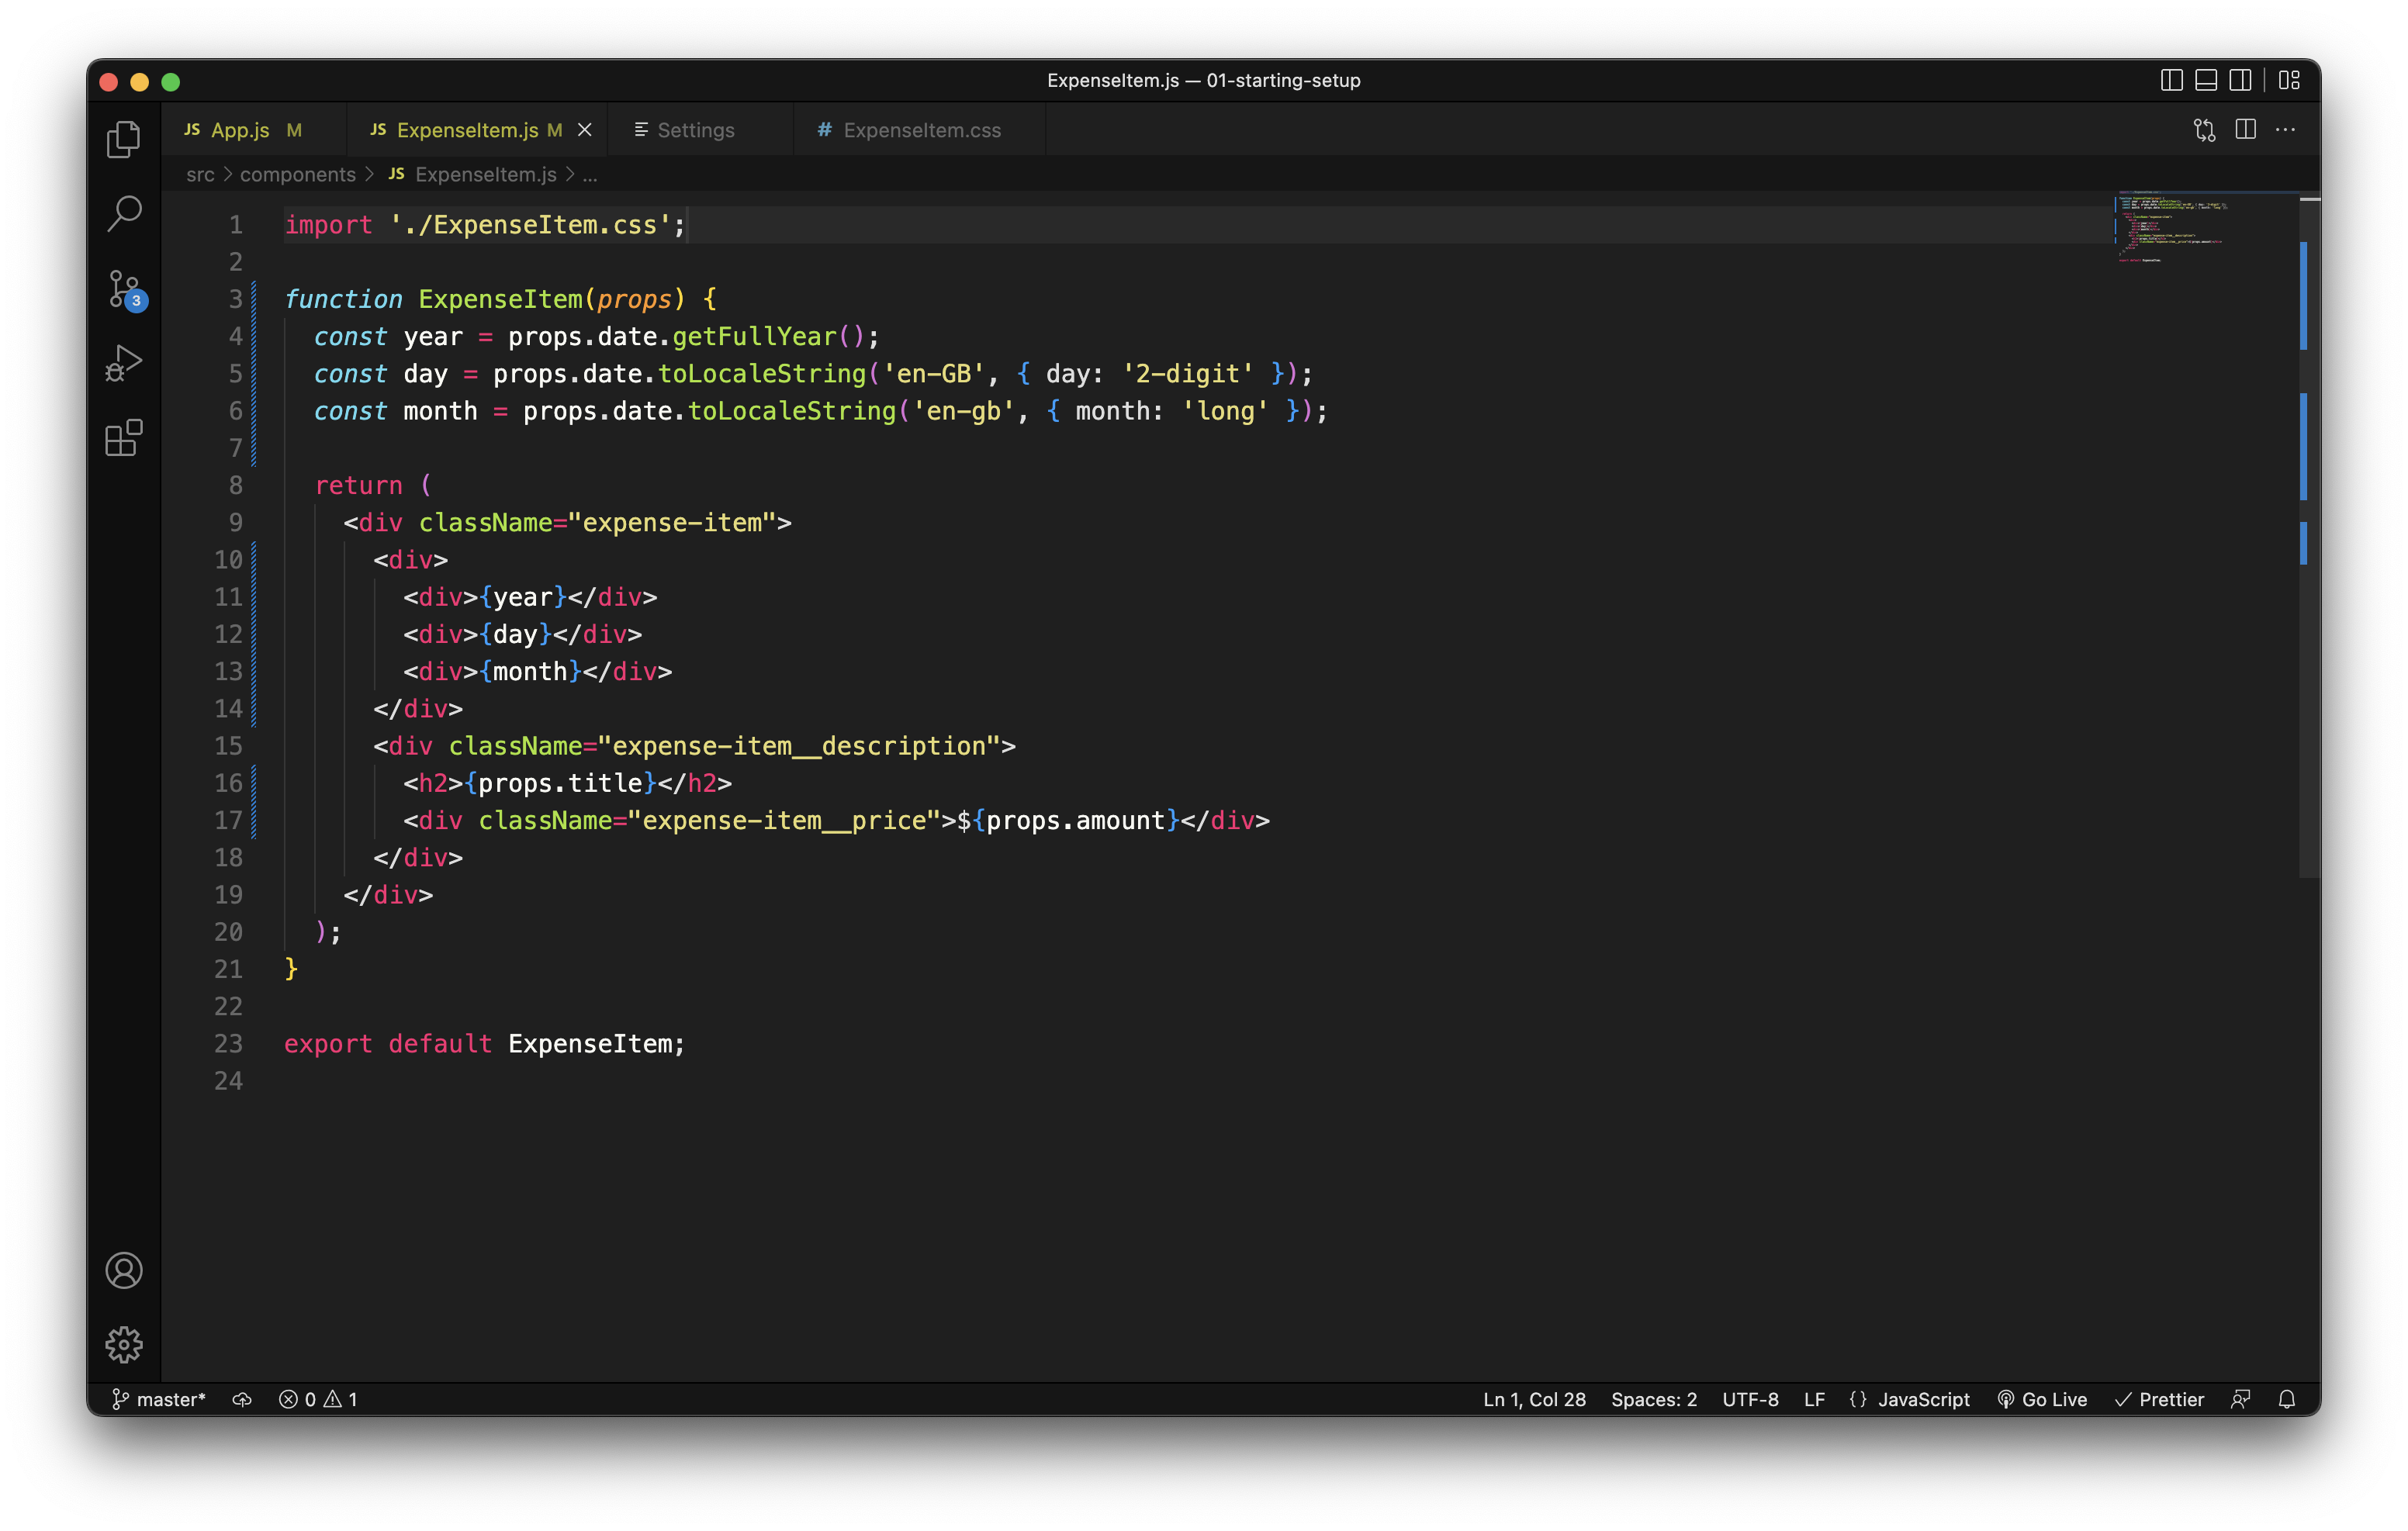 ExpenseItem.js — 01-starting-setup
JS App.js M JS ExpenseItem.js M Settings # ExpenseItem.css
src > components > JS ExpenseItem.js > ...
1 import './ExpenseItem.css';
2
3 function ExpenseItem(props) {
4 const year = props.date.getFullYear();
5 const day = props.date.toLocaleString('en-GB', { day: '2-digit' });
6 const month = props.date.toLocaleString('en-gb', { month: 'long' });
7
8 return (
9 <div className="expense-item">
10 <div>
11 <div>{year}</div>
12 <div>{day}</div>
13 <div>{month}</div>
14 </div>
15 <div className="expense-item__description">
16 <h2>{props.title}</h2>
17 <div className="expense-item__price">${props.amount}</div>
18 </div>
19 </div>
20 );
21 }
22
23 export default ExpenseItem;
24
3
master* 0 1 Ln 1, Col 28 Spaces: 2 UTF-8 LF {} JavaScript Go Live Prettier